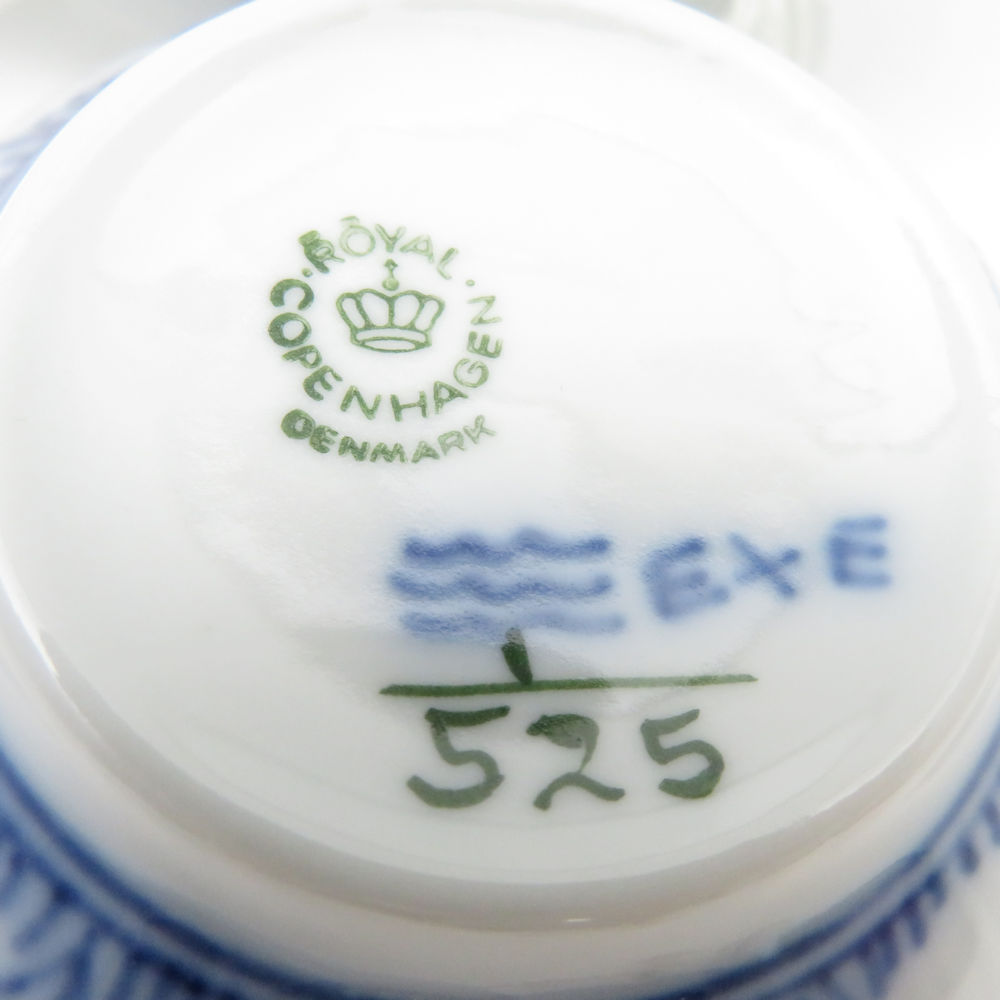 ROYAL
COPENHAGEN
DENMARK
EXE
1
525